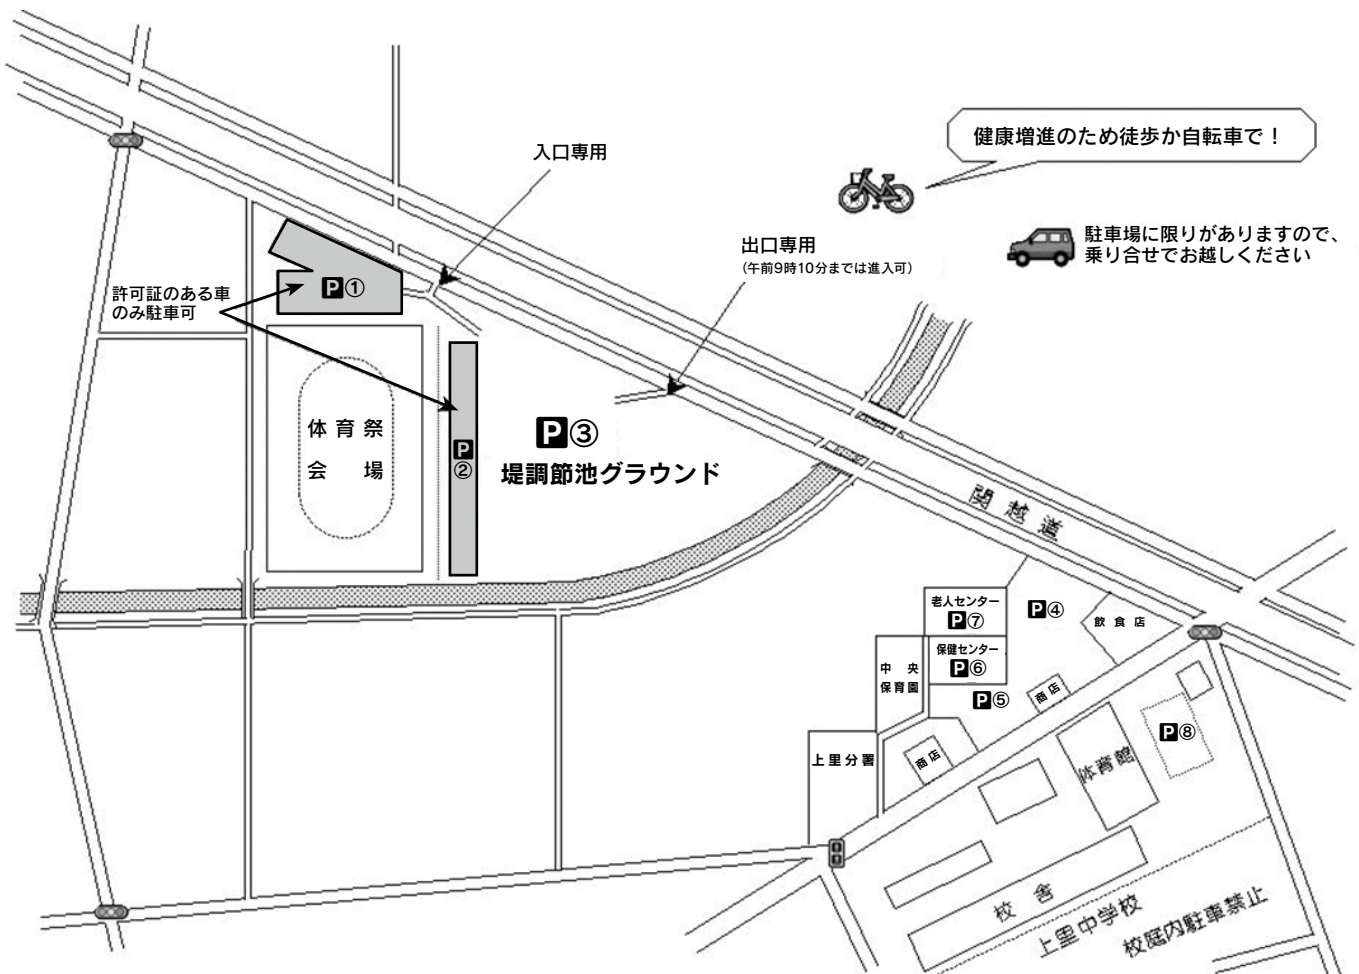 健康増進のため徒歩か自転車で！
入口専用
出口専用
(午前9時10分までは進入可)
駐車場に限りがありますので、
乗り合せでお越しください
許可証のある車
のみ駐車可
P①
体育祭
会場
P
②
P③
堤調節池グラウンド
関越道
老人センター
P⑦
P④
飲食店
保健センター
P⑥
中央
保育園
P⑤
商店
P⑧
上里分署
商店
体育館
校舎
上里中学校
校庭内駐車禁止